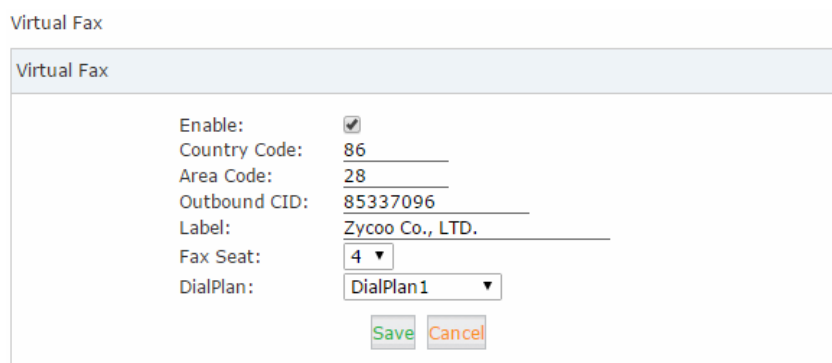 Virtual Fax
Virtual Fax
Enable:
Country Code: 86
Area Code: 28
Outbound CID: 85337096
Label: Zycoo Co., LTD.
Fax Seat: 4
DialPlan: DialPlan1
Save Cancel